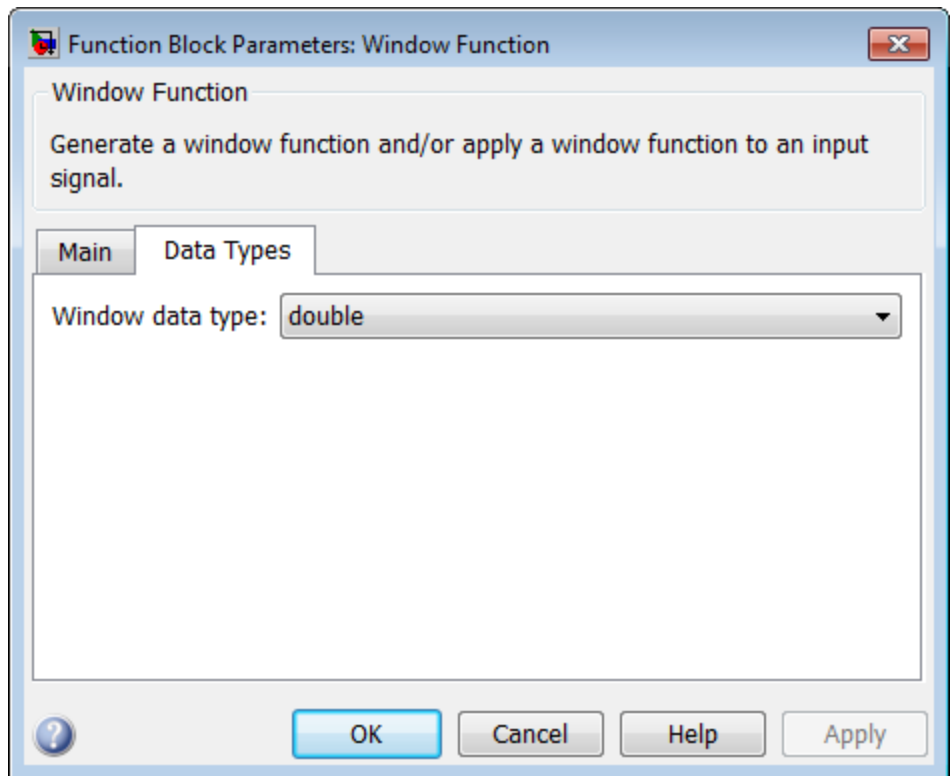 Function Block Parameters: Window Function
Window Function
Generate a window function and/or apply a window function to an input
signal.
Main Data Types
Window data type: double
? OK Cancel Help Apply